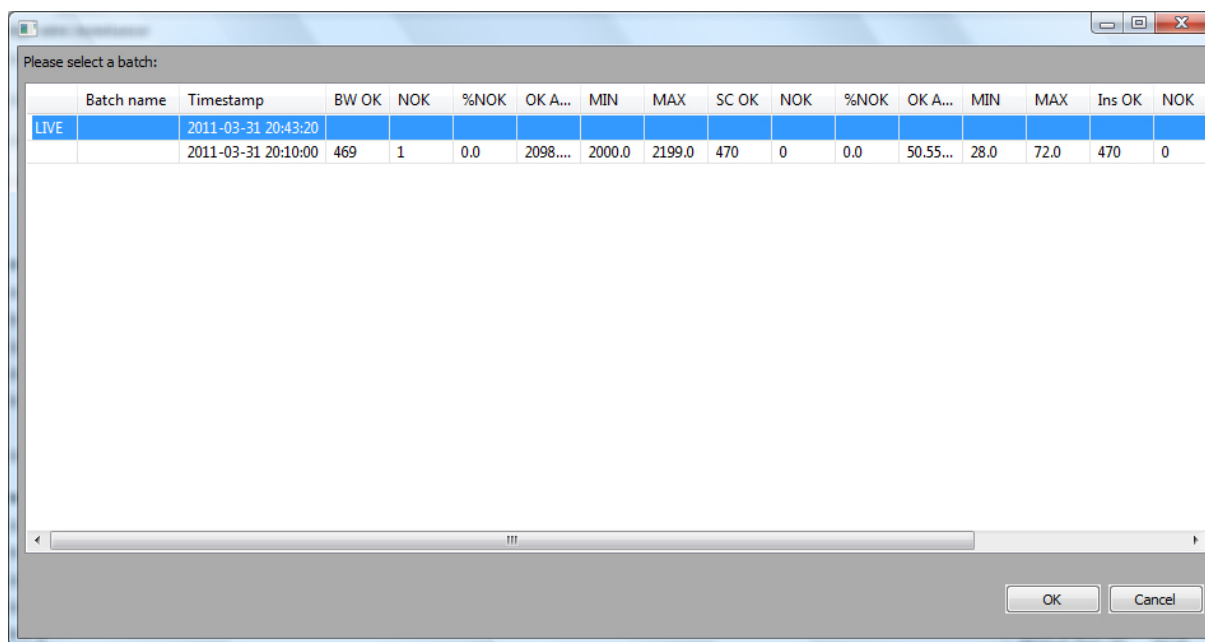 Please select a batch:
Batch name Timestamp BW OK NOK %NOK OK A... MIN MAX SC OK NOK %NOK OK A... MIN MAX Ins OK NOK
LIVE 2011-03-31 20:43:20
2011-03-31 20:10:00 469 1 0.0 2098.... 2000.0 2199.0 470 0 0.0 50.55... 28.0 72.0 470 0
OK Cancel